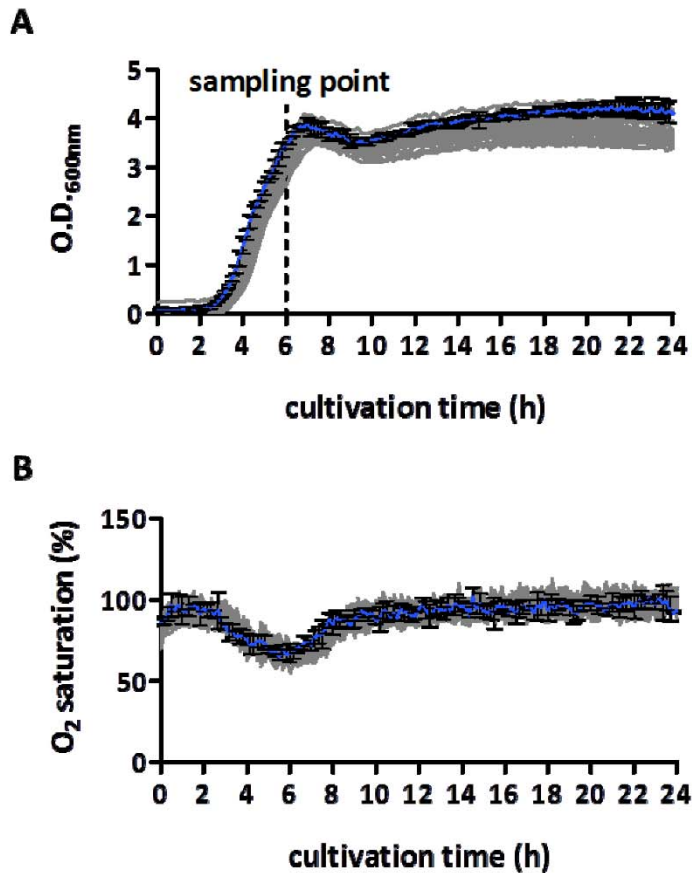 A
sampling point
5
4
3
2
1
0
O.D.600nm
0 2 4 6 8 10 12 14 16 18 20 22 24
cultivation time (h)
B
150
100
50
0
O2 saturation (%)
0 2 4 6 8 10 12 14 16 18 20 22 24
cultivation time (h)